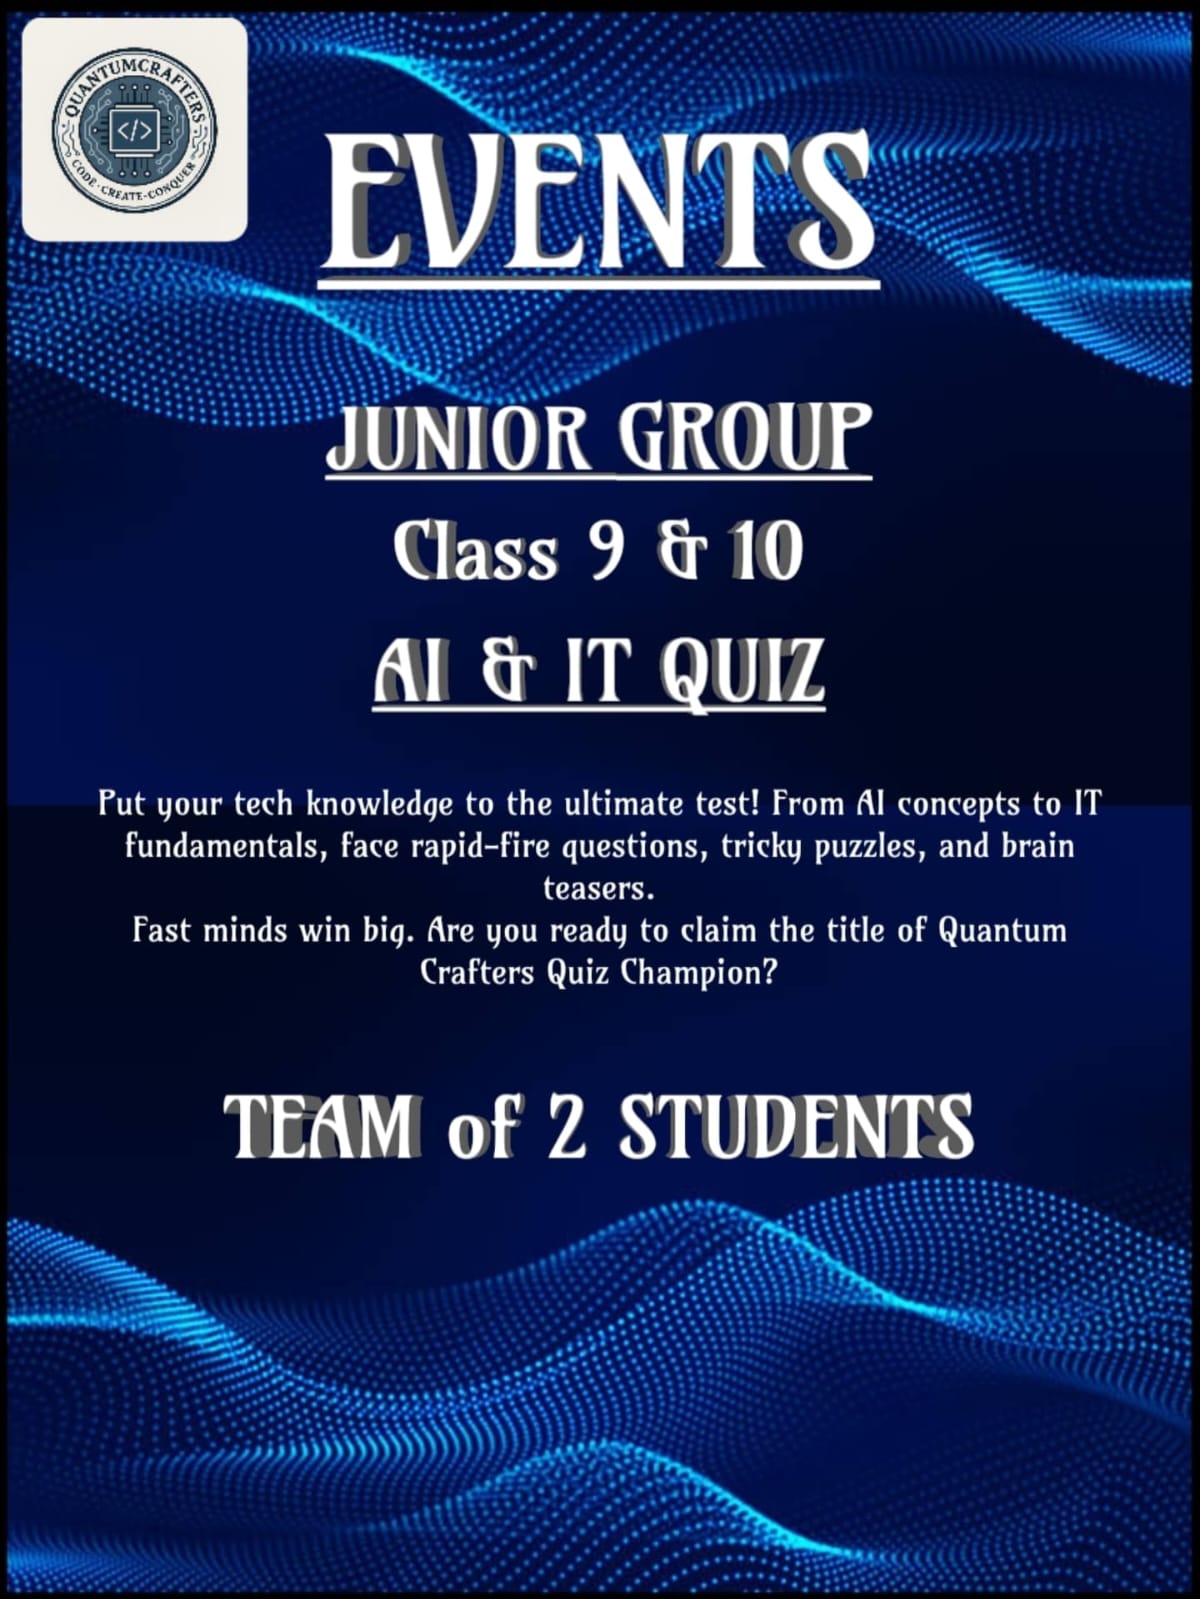 QUANTUMCRAFTERS
</>
CODE·CREATE-CONQUER
EVENTS
JUNIOR GROUP
Class 9 & 10
AI & IT QUIZ
Put your tech knowledge to the ultimate test! From AI concepts to IT
fundamentals, face rapid-fire questions, tricky puzzles, and brain
teasers.
Fast minds win big. Are you ready to claim the title of Quantum
Crafters Quiz Champion?
TEAM of 2 STUDENTS